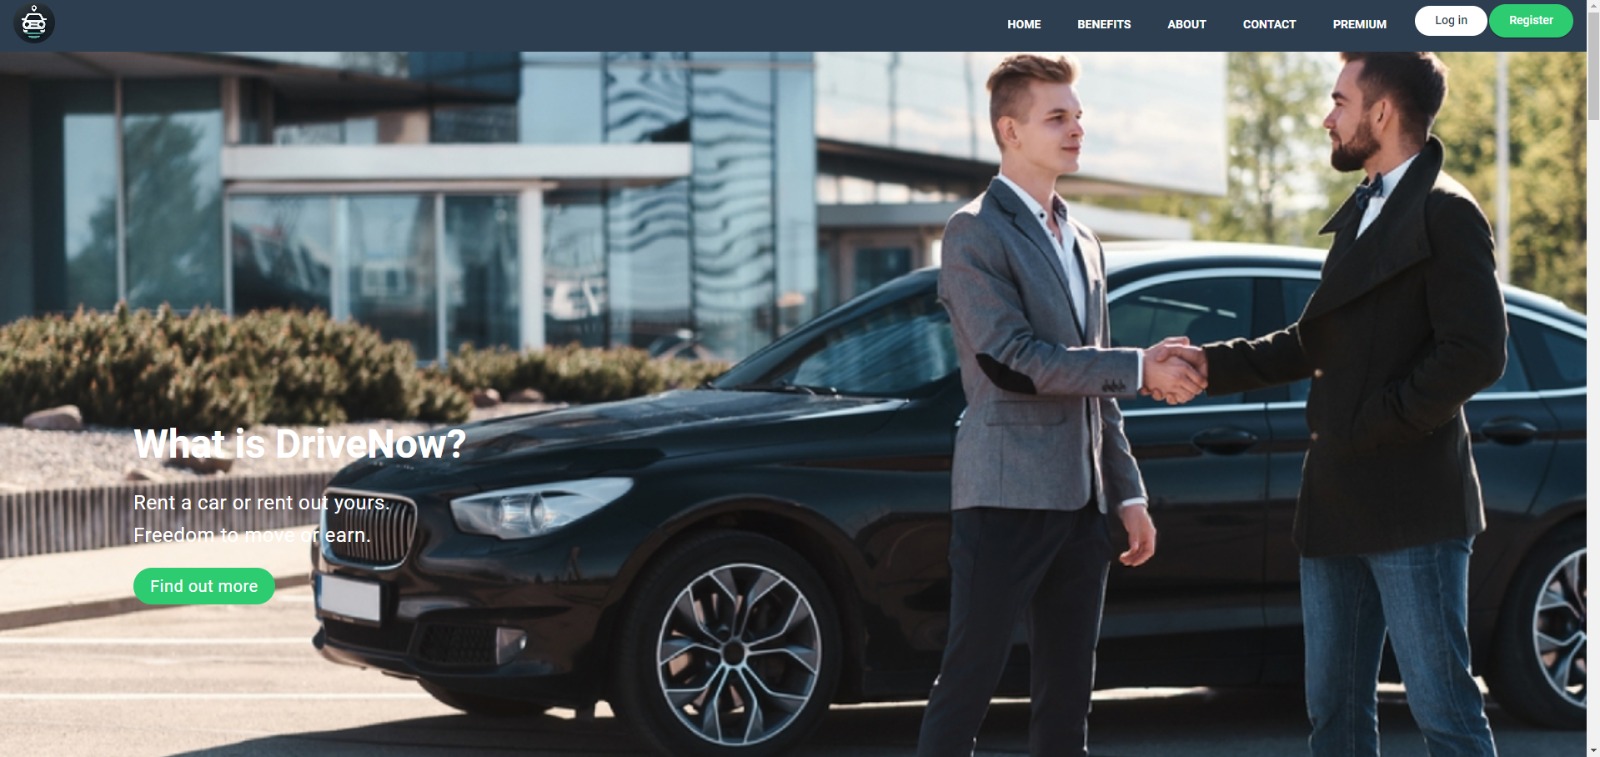 HOME BENEFITS ABOUT CONTACT PREMIUM Log in Register
What is DriveNow?
Rent a car or rent out yours.
Freedom to move or earn.
Find out more